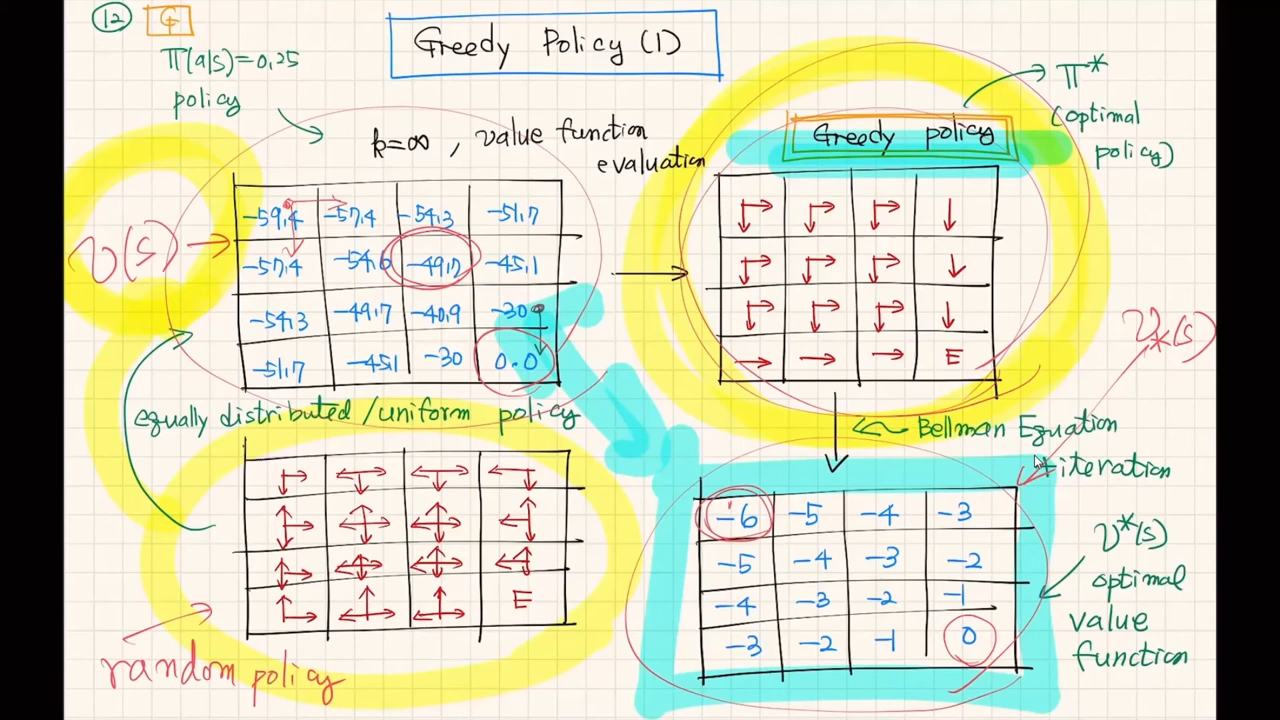 12 G Greedy Policy (1)
π(a|s)=0.25
policy
k=∞, value function
evaluation
Greedy policy
π*
(optimal
policy)
v(s)
-59.4 -57.4 -54.3 -51.7
-57.4 -54.6 -49.7 -45.1
-54.3 -49.7 -40.9 -30
-51.7 -45.1 -30 0.0
E
v*(s)
equally distributed/uniform policy
Bellman Equation
+iteration
E
random policy
-6 -5 -4 -3
-5 -4 -3 -2
-4 -3 -2 -1
-3 -2 -1 0
v*(s)
optimal
value
function